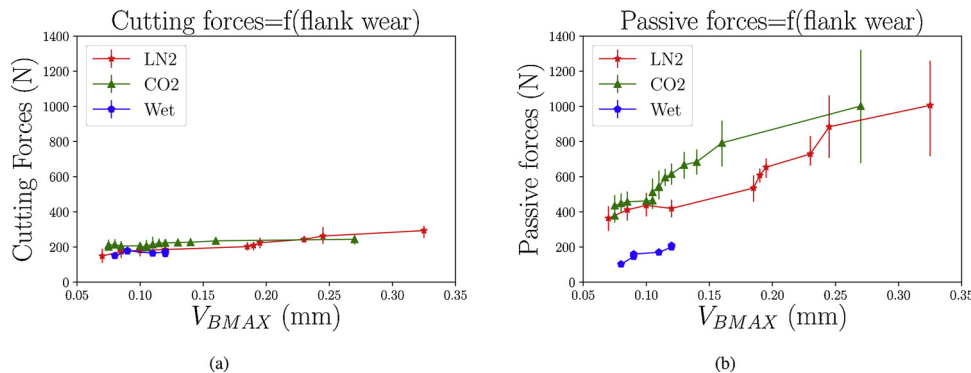 Cutting forces=f(flank wear)
Cutting Forces (N)
1400
1200
1000
800
600
400
200
0
LN2
CO2
Wet
0.05 0.10 0.15 0.20 0.25 0.30 0.35
V_BMAX (mm)
(a)
Passive forces=f(flank wear)
Passive forces (N)
1400
1200
1000
800
600
400
200
0
LN2
CO2
Wet
0.05 0.10 0.15 0.20 0.25 0.30 0.35
V_BMAX (mm)
(b)